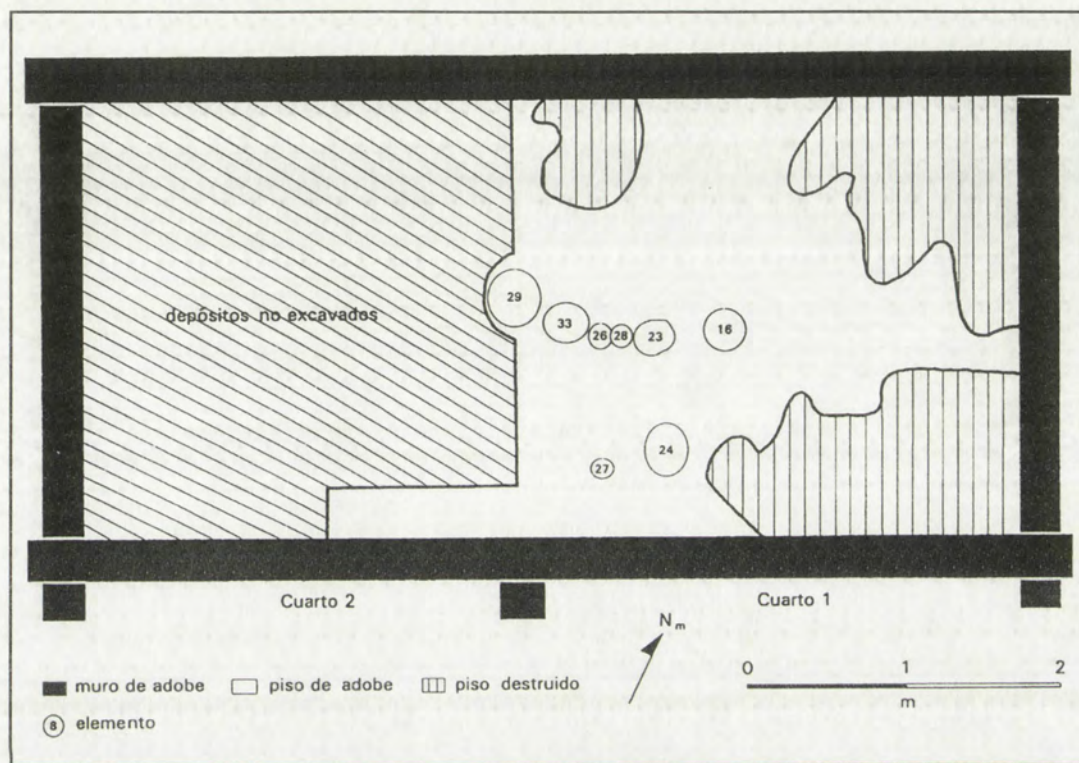 depósitos no excavados
29
33
26
28
23
16
24
27
Cuarto 2
Cuarto 1
Nm
0 1 2
m
muro de adobe piso de adobe piso destruido
8 elemento